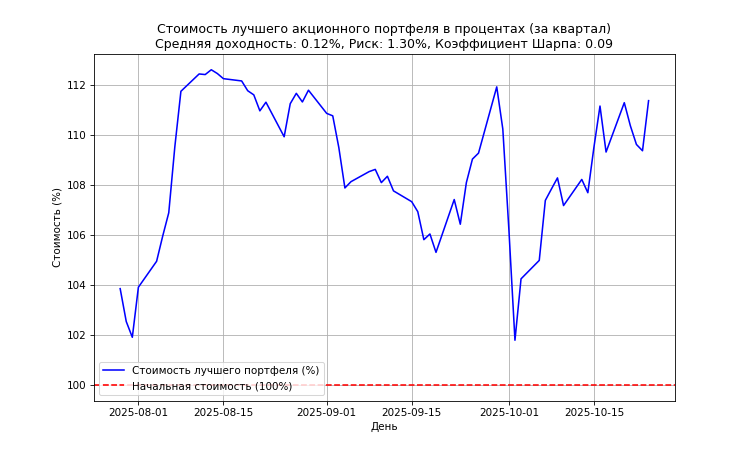 Стоимость лучшего акционного портфеля в процентах (за квартал)
Средняя доходность: 0.12%, Риск: 1.30%, Коэффициент Шарпа: 0.09
Стоимость (%)
112
110
108
106
104
102
100
Стоимость лучшего портфеля (%)
Начальная стоимость (100%)
2025-08-01
2025-08-15
2025-09-01
2025-09-15
2025-10-01
2025-10-15
День